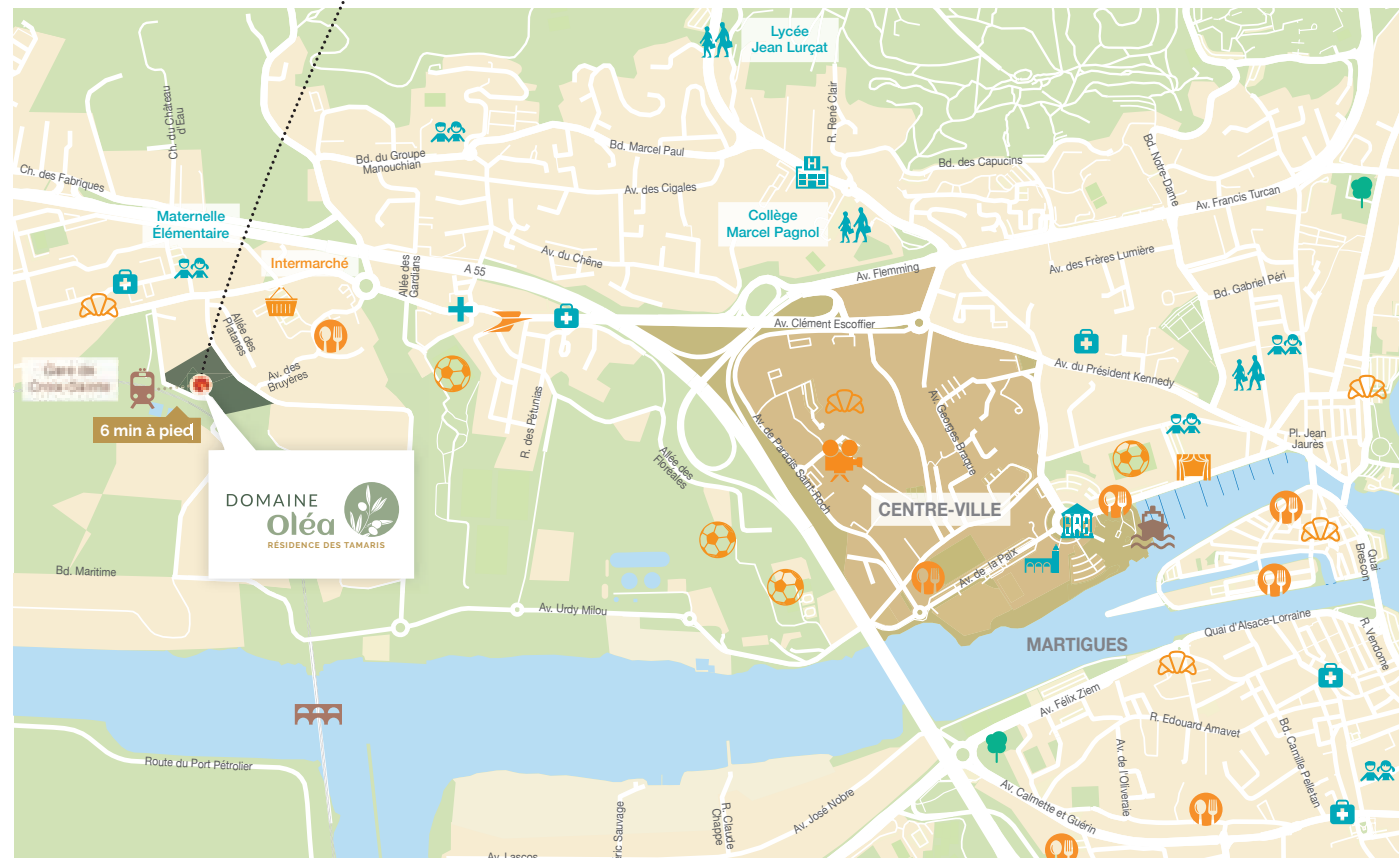 Lycée
Jean Lurçat
R. René Clair
Ch. du Château
d'Eau
Bd. du Groupe
Manouchian
Bd. Marcel Paul
Bd. des Capucins
Bd. Notre-Dame
Ch. des Fabriques
Av. des Cigales
H
Av. Francis Turcan
Maternelle
Élémentaire
Collège
Marcel Pagnol
Intermarché
Allée des
Gardians
A 55
Av. du Chêne
Av. Flemming
Av. des Frères Lumière
Bd. Gabriel Péri
Allée des
Platanes
Av. Clément Escoffier
Av. des
Bruyères
Av. du Président Kennedy
6 min à pied
R. des Pétunias
Allée des
Floréales
Av. de Paradis Saint-Roch
Av. Georges Braque
Pl. Jean
Jaurès
DOMAINE
Oléa
RÉSIDENCE DES TAMARIS
CENTRE-VILLE
Av. de la Paix
Quai
Brescon
Bd. Maritime
Av. Urdy Milou
MARTIGUES
Quai d'Alsace-Lorraine
R. Vendome
Av. Félix Ziem
R. Edouard Amavet
Bd. Camille Pelletan
Av. de l'Oliveraie
Route du Port Pétrolier
Av. Calmette et Guérin
Av. José Nobre
R. Claude
Chappe
ric Sauvage
Av. Lascos